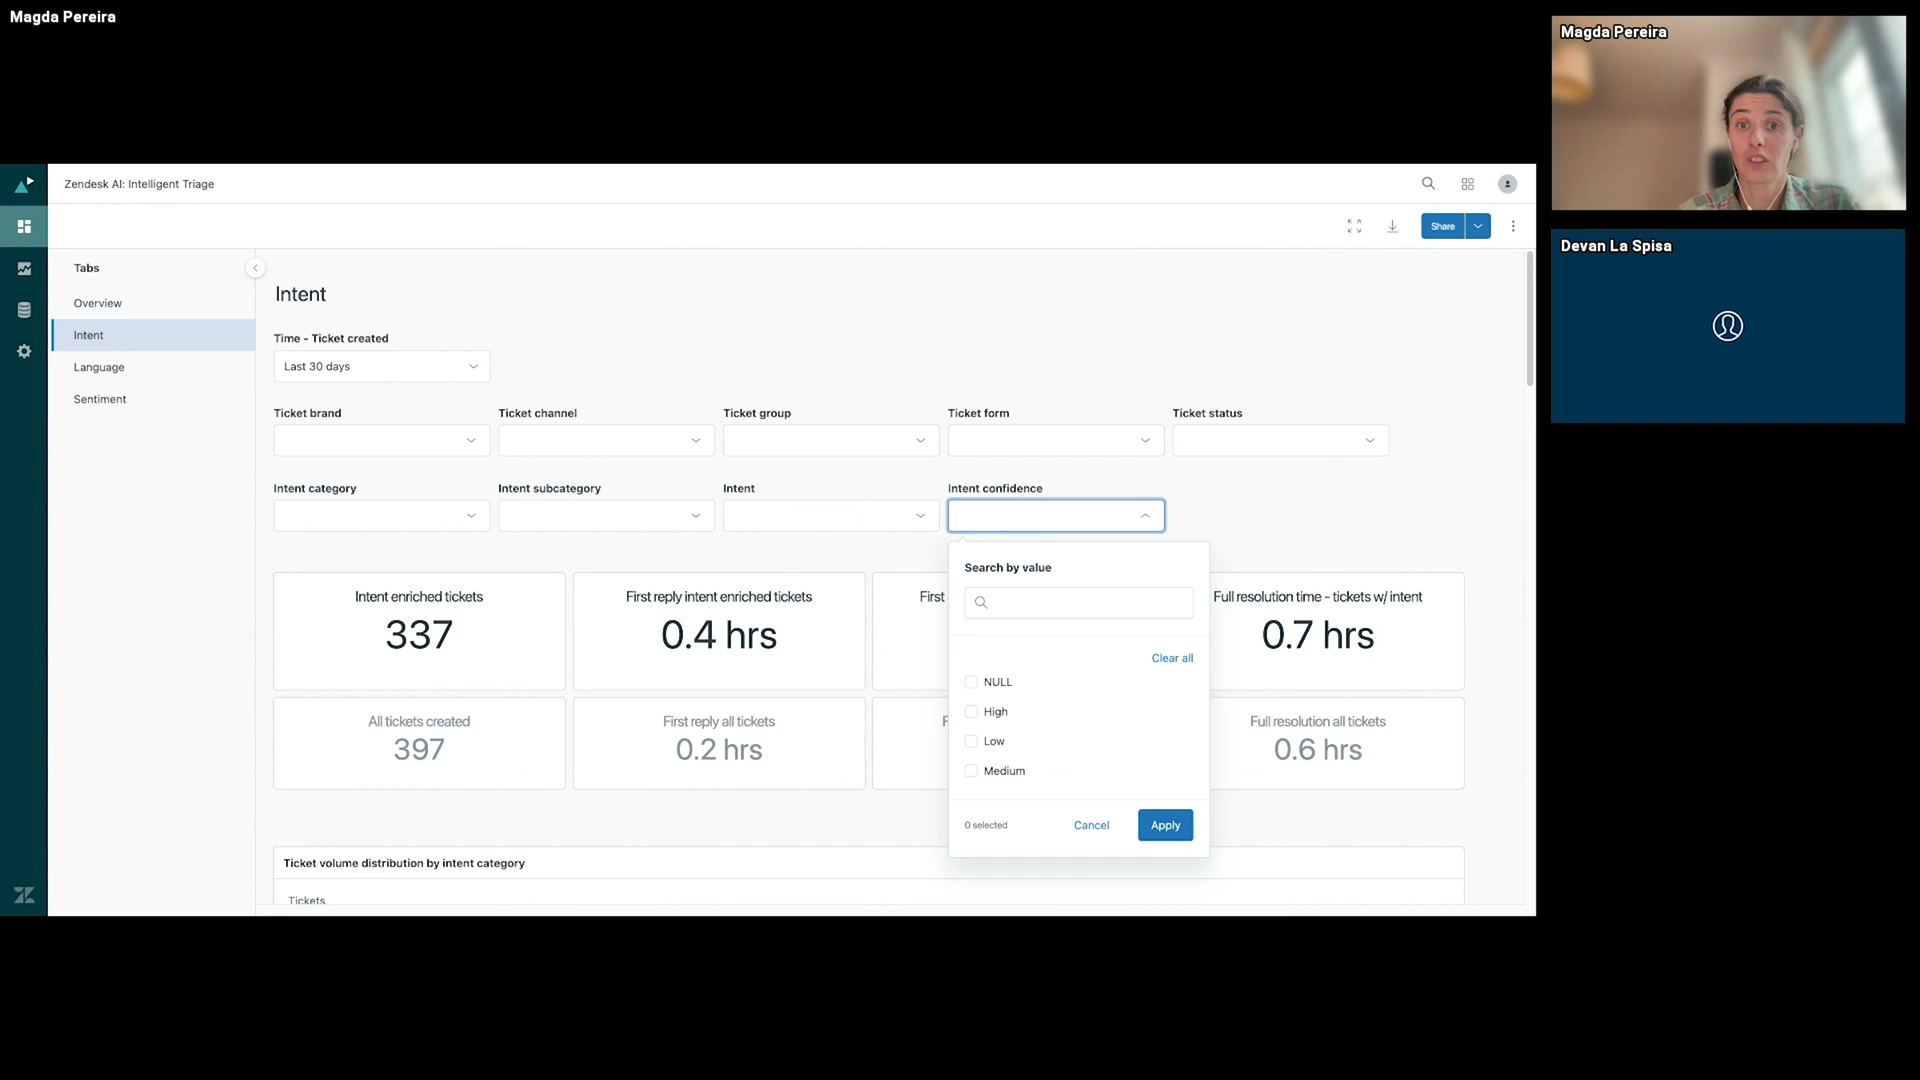 Magda Pereira
Magda Pereira
Devan La Spisa
Zendesk AI: Intelligent Triage
Share
Tabs
Overview
Intent
Language
Sentiment
Intent
Time - Ticket created
Last 30 days
Ticket brand
Ticket channel
Ticket group
Ticket form
Ticket status
Intent category
Intent subcategory
Intent
Intent confidence
Search by value
Clear all
NULL
High
Low
Medium
0 selected
Cancel
Apply
Intent enriched tickets
337
First reply intent enriched tickets
0.4 hrs
First
Full resolution time - tickets w/ intent
0.7 hrs
All tickets created
397
First reply all tickets
0.2 hrs
Full resolution all tickets
0.6 hrs
Ticket volume distribution by intent category
Tickets